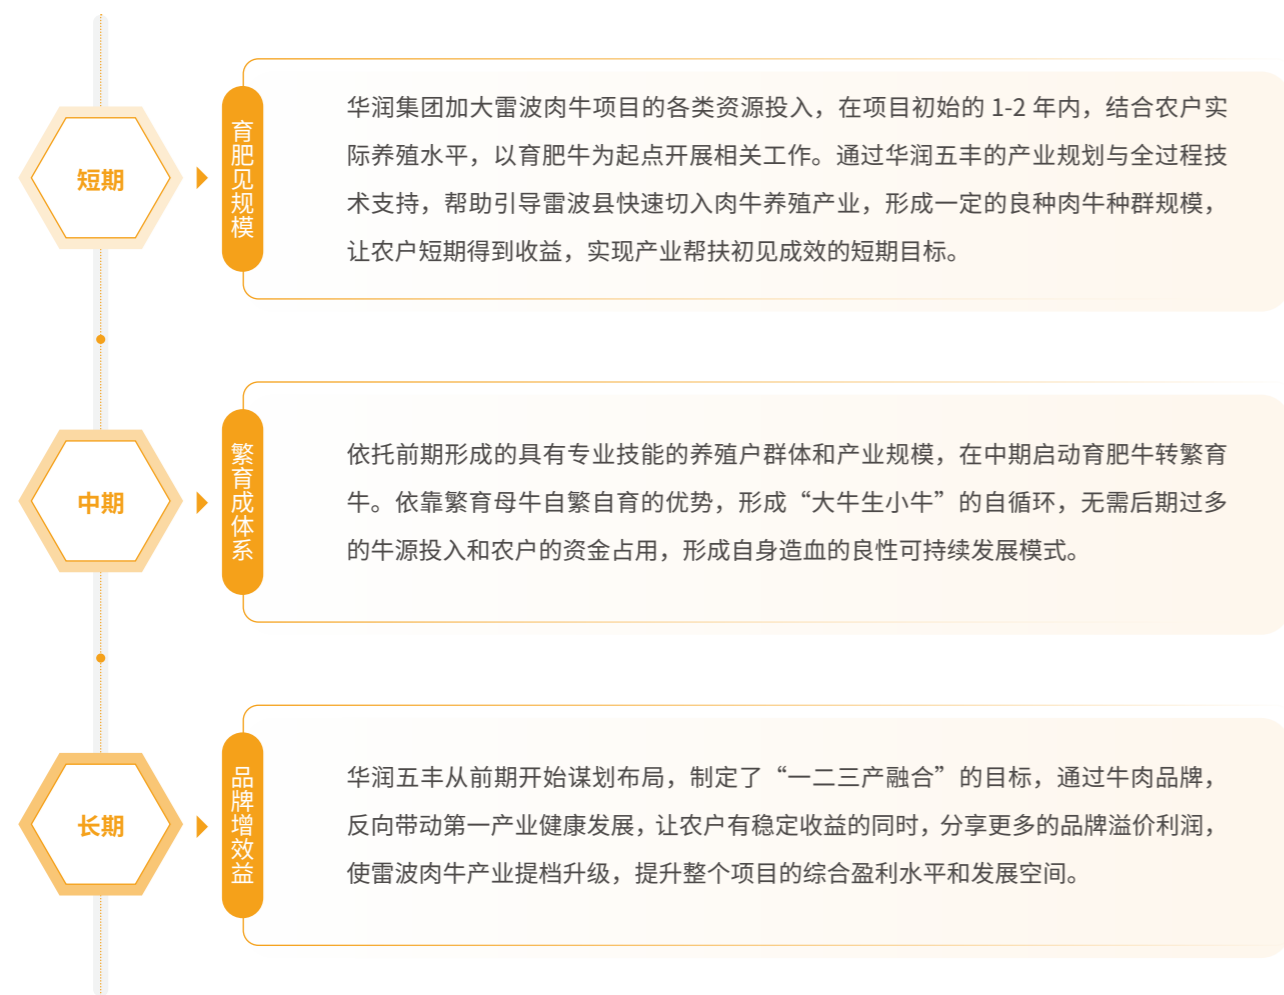 短期
育肥见规模
华润集团加大雷波肉牛项目的各类资源投入，在项目初始的 1-2 年内，结合农户实
际养殖水平，以育肥牛为起点开展相关工作。通过华润五丰的产业规划与全过程技
术支持，帮助引导雷波县快速切入肉牛养殖产业，形成一定的良种肉牛种群规模，
让农户短期得到收益，实现产业帮扶初见成效的短期目标。
中期
繁育成体系
依托前期形成的具有专业技能的养殖户群体和产业规模，在中期启动育肥牛转繁育
牛。依靠繁育母牛自繁自育的优势，形成“大牛生小牛”的自循环，无需后期过多
的牛源投入和农户的资金占用，形成自身造血的良性可持续发展模式。
长期
品牌增效益
华润五丰从前期开始谋划布局，制定了“一二三产融合”的目标，通过牛肉品牌，
反向带动第一产业健康发展，让农户有稳定收益的同时，分享更多的品牌溢价利润，
使雷波肉牛产业提档升级，提升整个项目的综合盈利水平和发展空间。